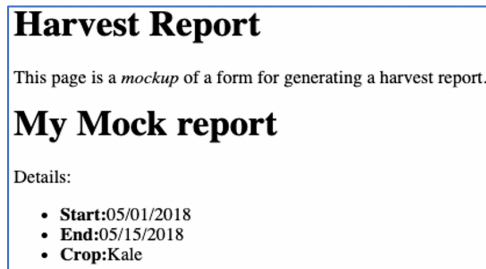 Harvest Report
This page is a mockup of a form for generating a harvest report.
My Mock report
Details:
• Start:05/01/2018
• End:05/15/2018
• Crop:Kale